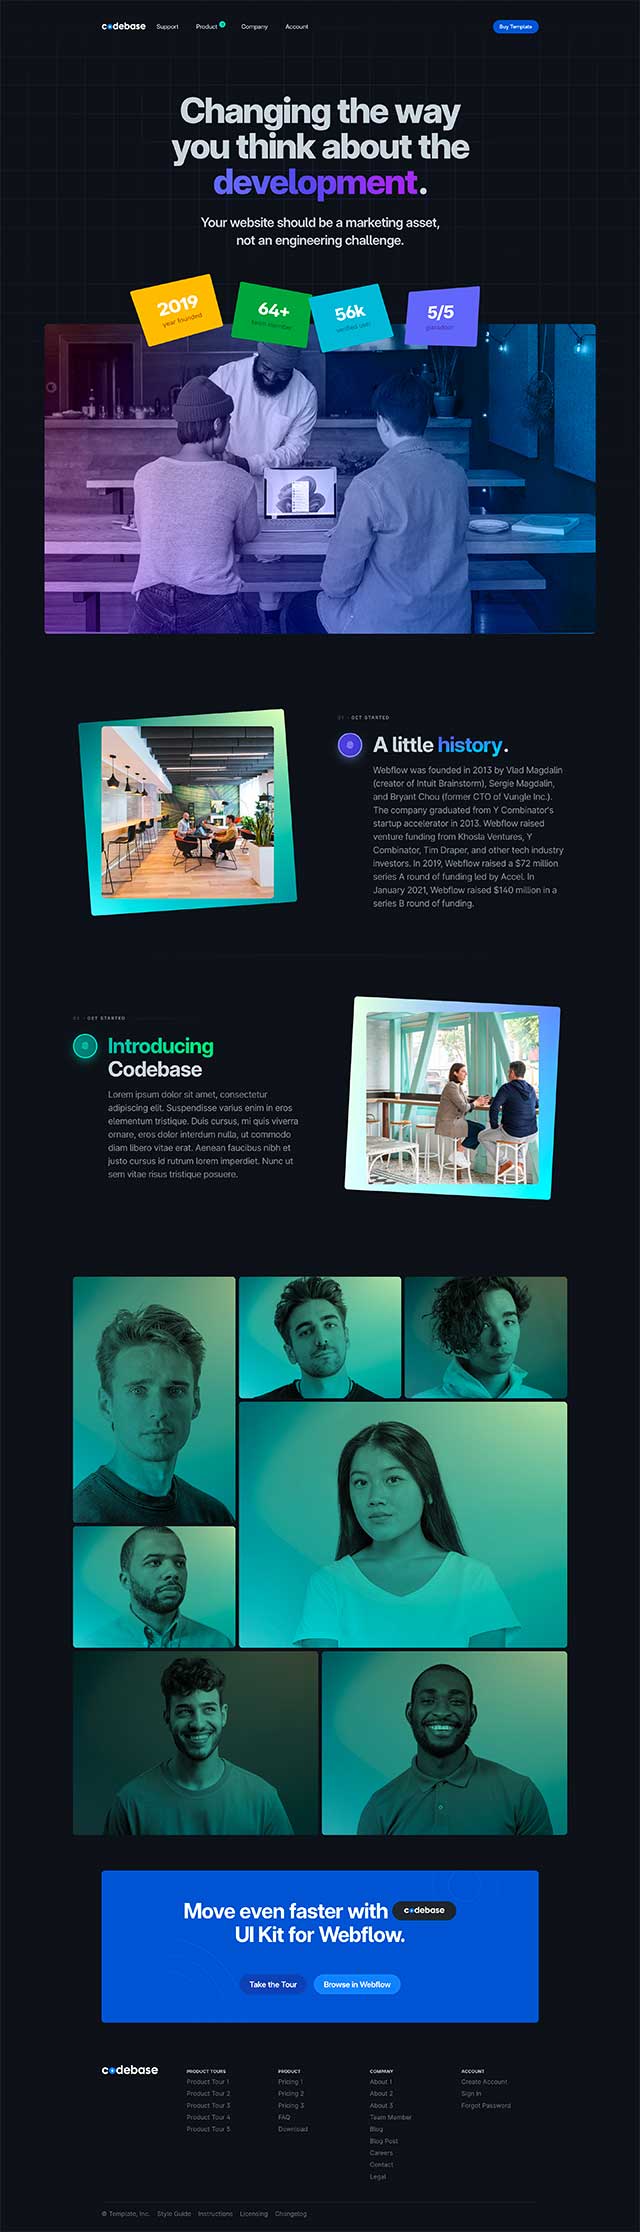 codebase Support Product Company Account Buy Template
Changing the way
you think about the
development.
Your website should be a marketing asset,
not an engineering challenge.
2019
year founded
64+
team member
56k
verified user
5/5
GET STARTED
A little history.
Webflow was founded in 2013 by Vlad Magdalin
(creator of Intuit Brainstorm), Sergie Magdalin,
and Bryant Chou (former CTO of Vungle Inc.).
The company graduated from Y Combinator's
startup accelerator in 2013. Webflow raised
venture funding from Khosla Ventures, Y
Combinator, Tim Draper, and other tech industry
investors. In 2019, Webflow raised a $72 million
series A round of funding led by Accel. In
January 2021, Webflow raised $140 million in a
series B round of funding.
GET STARTED
Introducing
Codebase
Lorem ipsum dolor sit amet, consectetur
adipiscing elit. Suspendisse varius enim in eros
elementum tristique. Duis cursus, mi quis viverra
ornare, eros dolor interdum nulla, ut commodo
diam libero vitae erat. Aenean faucibus nibh et
justo cursus id rutrum lorem imperdiet. Nunc ut
sem vitae risus tristique posuere.
Move even faster with codebase
UI Kit for Webflow.
Take the Tour Browse in Webflow
codebase
PRODUCT TOURS
Product Tour 1
Product Tour 2
Product Tour 3
Product Tour 4
Product Tour 5
PRODUCT
Pricing 1
Pricing 2
Pricing 3
FAQ
Download
COMPANY
About 1
About 2
About 3
Team Member
Blog
Blog Post
Careers
Contact
Legal
ACCOUNT
Create Account
Sign In
Forgot Password
© Template, Inc. Style Guide Instructions Licensing Changelog